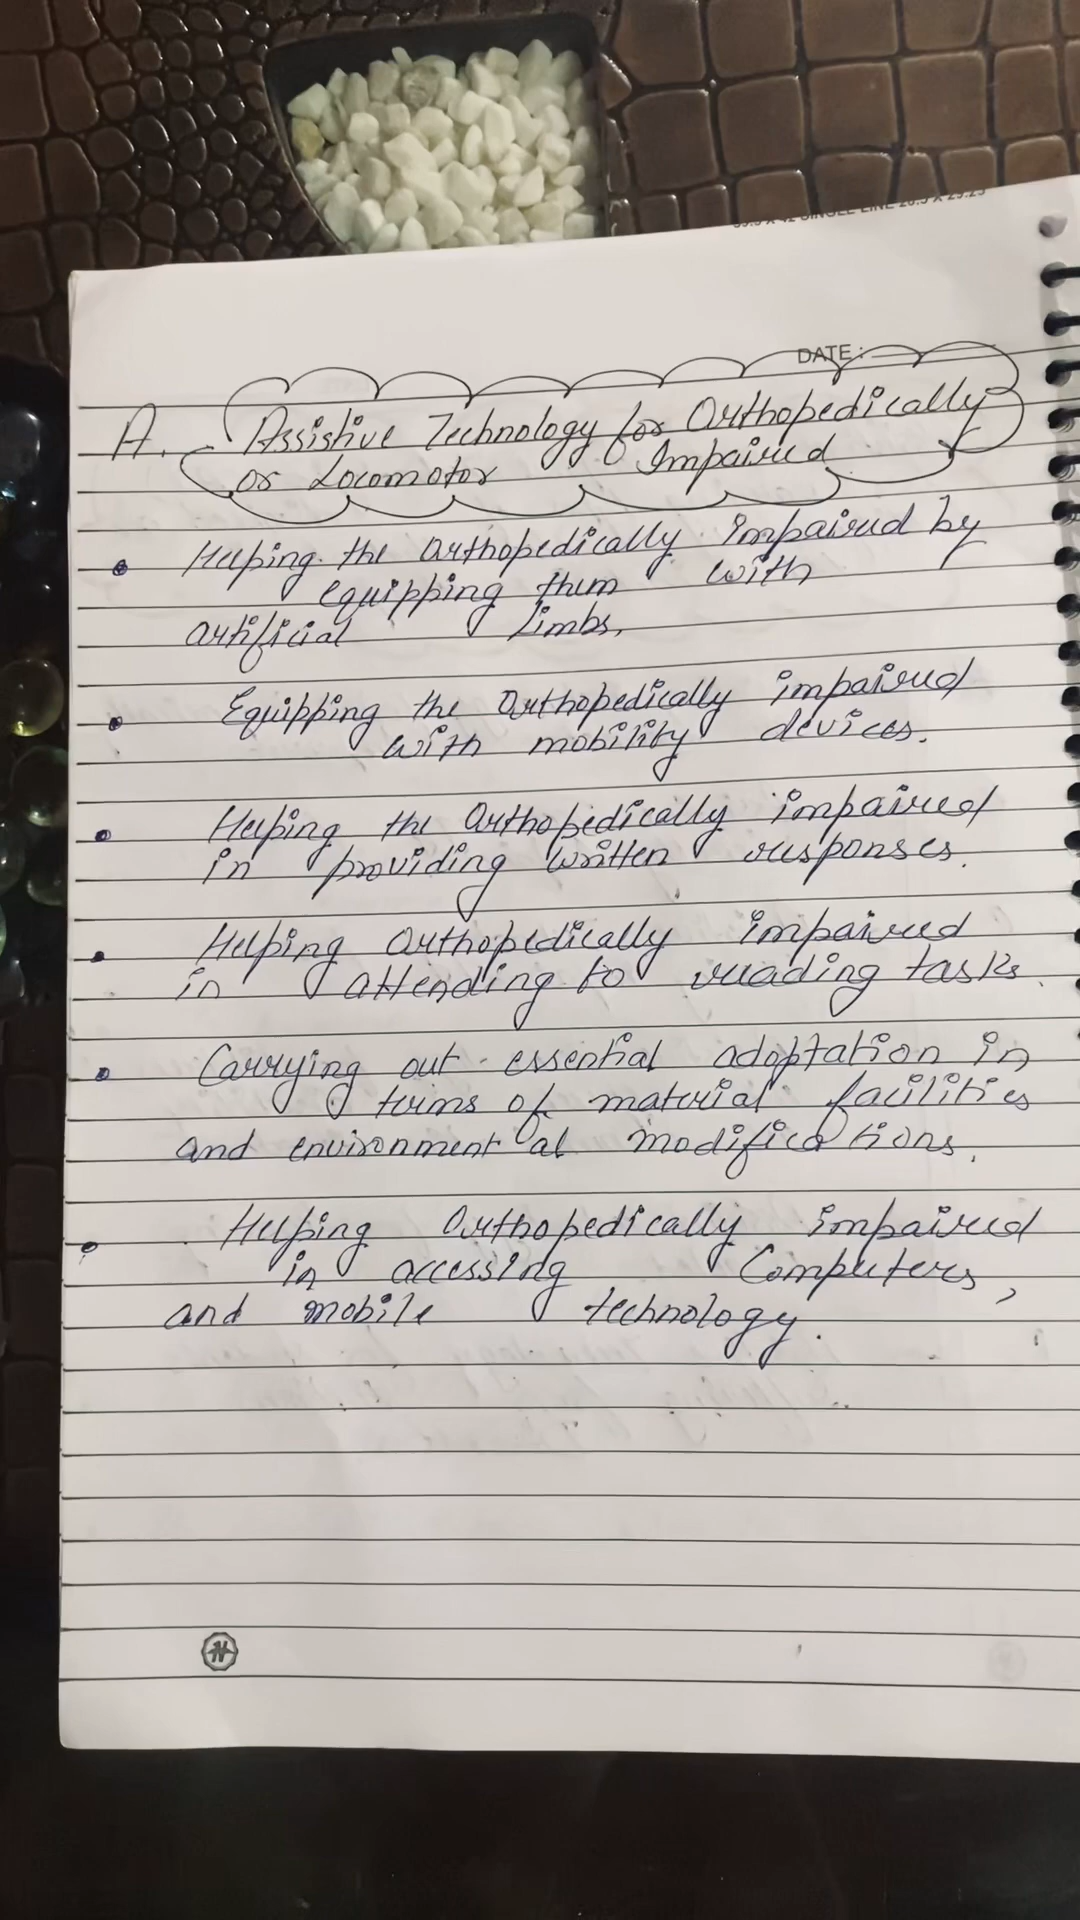 DATE :
A. Assistive Technology for Orthopedically
or Locomotor Impaired
• Helping the Orthopedically Impaired by
equipping them with
artificial limbs.
• Equipping the Orthopedically impaired
with mobility devices.
• Helping the Orthopedically impaired
in providing written responses.
• Helping Orthopedically impaired
in attending to reading tasks.
• Carrying out essential adoptation in
terms of material facilities
and environmental modifications.
• Helping Orthopedically impaired
in accessing Computers,
and mobile technology.
N